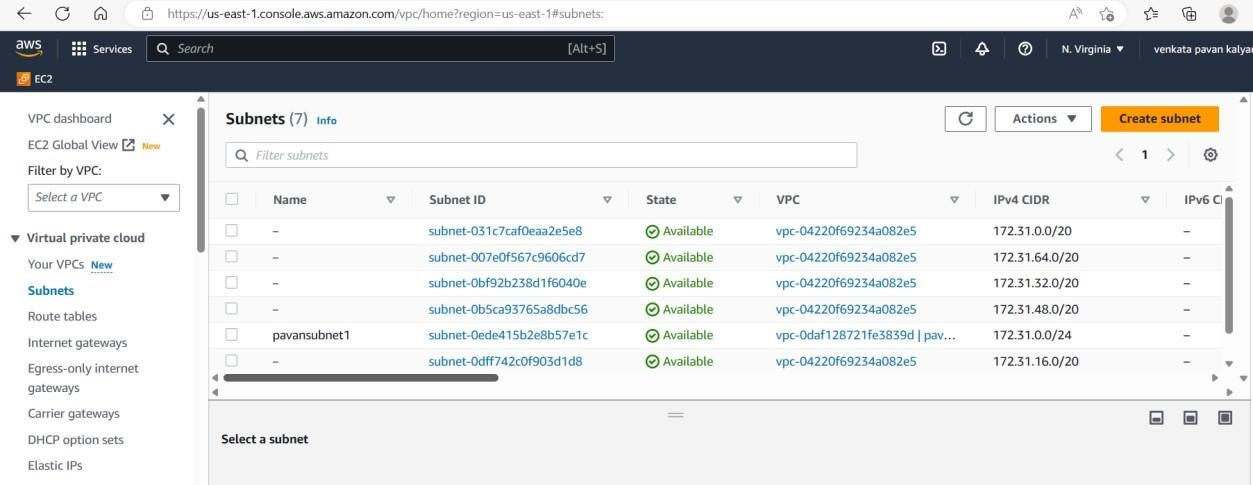 https://us-east-1.console.aws.amazon.com/vpc/home?region=us-east-1#subnets:
aws Services Search [Alt+S] N. Virginia venkata pavan kalyan
EC2
VPC dashboard
EC2 Global View New
Filter by VPC:
Select a VPC
Virtual private cloud
Your VPCs New
Subnets
Route tables
Internet gateways
Egress-only internet
gateways
Carrier gateways
DHCP option sets
Elastic IPs
Subnets (7) Info
Actions
Create subnet
Filter subnets
1
Name Subnet ID State VPC IPv4 CIDR IPv6 CI
– subnet-031c7caf0eaa2e5e8 Available vpc-04220f69234a082e5 172.31.0.0/20 –
– subnet-007e0f567c9606cd7 Available vpc-04220f69234a082e5 172.31.64.0/20 –
– subnet-0bf92b238d1f6040e Available vpc-04220f69234a082e5 172.31.32.0/20 –
– subnet-0b5ca93765a8dbc56 Available vpc-04220f69234a082e5 172.31.48.0/20 –
pavansubnet1 subnet-0ede415b2e8b57e1c Available vpc-0daf128721fe3839d | pav... 172.31.0.0/24 –
– subnet-0dff742c0f903d1d8 Available vpc-04220f69234a082e5 172.31.16.0/20 –
Select a subnet